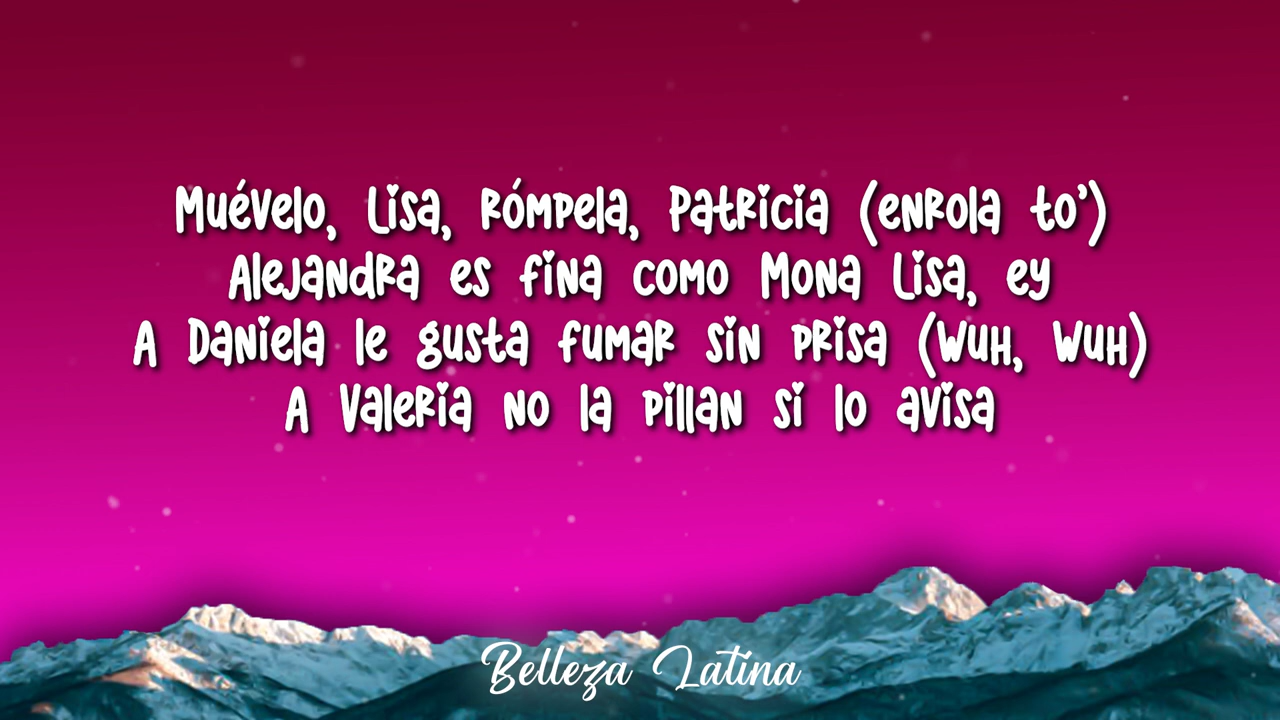 Muévelo, Lisa, rómpela, Patricia (enrola to')
Alejandra es fina como Mona Lisa, ey
A Daniela le gusta fumar sin prisa (wuh, wuh)
A Valeria no la pillan si lo avisa
Belleza Latina